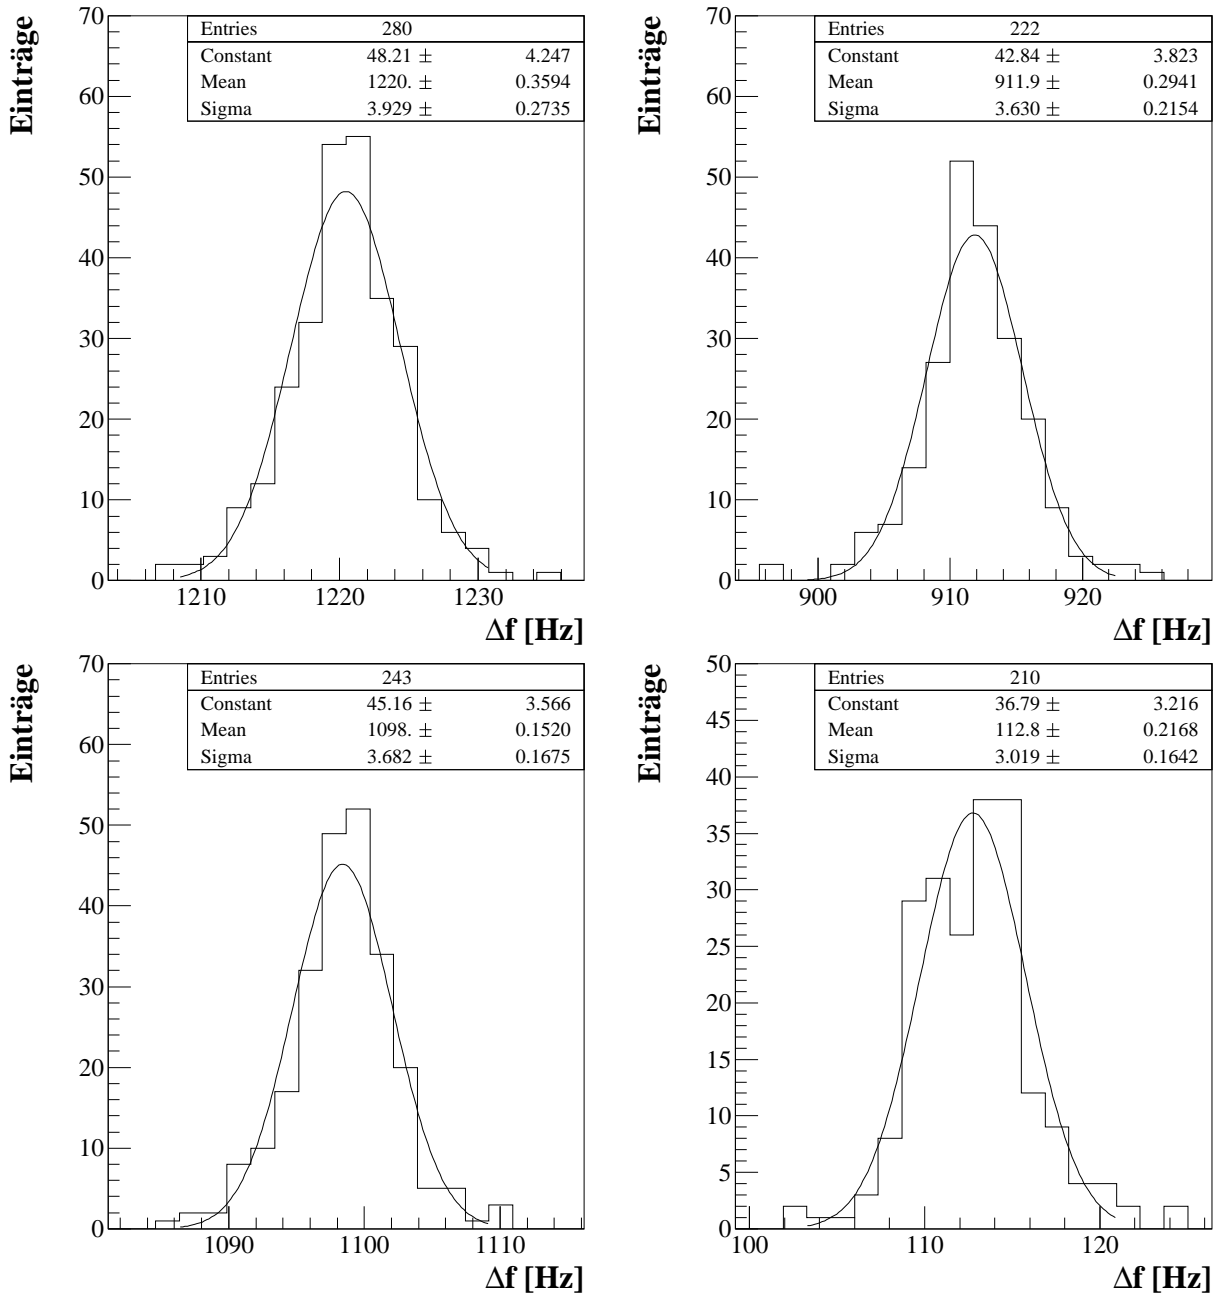 Einträge
70
60
50
40
30
20
10
0
Entries 280
Constant 48.21 ± 4.247
Mean 1220. ± 0.3594
Sigma 3.929 ± 0.2735
1210 1220 1230
Δf [Hz]
Einträge
70
60
50
40
30
20
10
0
Entries 222
Constant 42.84 ± 3.823
Mean 911.9 ± 0.2941
Sigma 3.630 ± 0.2154
900 910 920
Δf [Hz]
Einträge
70
60
50
40
30
20
10
0
Entries 243
Constant 45.16 ± 3.566
Mean 1098. ± 0.1520
Sigma 3.682 ± 0.1675
1090 1100 1110
Δf [Hz]
Einträge
50
45
40
35
30
25
20
15
10
5
0
Entries 210
Constant 36.79 ± 3.216
Mean 112.8 ± 0.2168
Sigma 3.019 ± 0.1642
100 110 120
Δf [Hz]